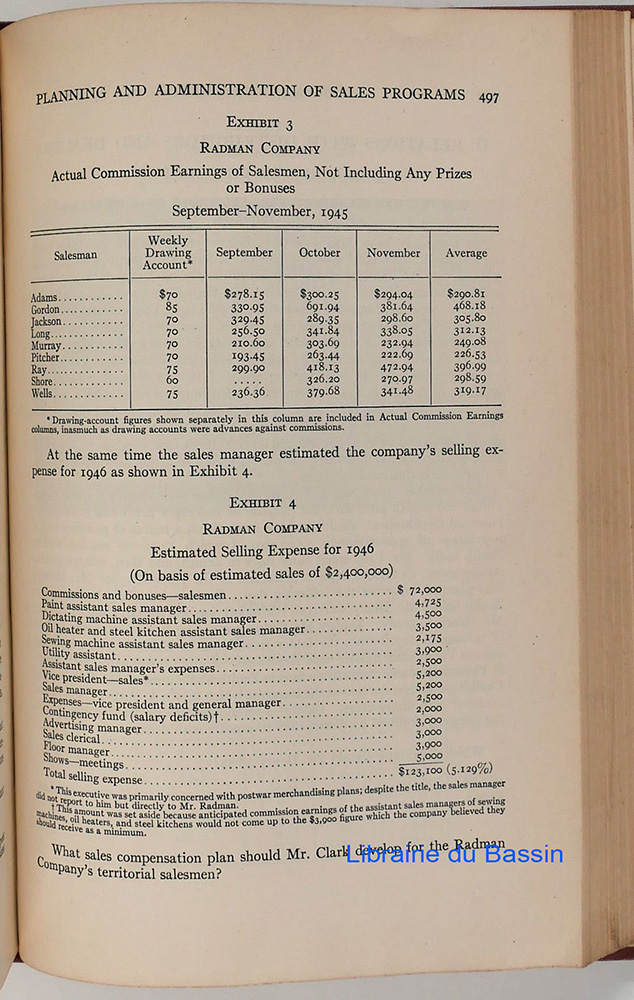 PLANNING AND ADMINISTRATION OF SALES PROGRAMS 497
EXHIBIT 3
RADMAN COMPANY
Actual Commission Earnings of Salesmen, Not Including Any Prizes
or Bonuses
September–November, 1945
Salesman | Weekly Drawing Account* | September | October | November | Average
Adams............ $70 $278.15 $300.25 $294.04 $290.81
Gordon............ 85 330.95 691.94 381.64 468.18
Jackson............ 70 329.45 289.35 298.60 305.80
Long............ 70 256.50 341.84 338.05 312.13
Murray............ 70 210.60 303.69 232.94 249.08
Pitcher............ 70 193.45 263.44 222.69 226.53
Ray............ 75 299.90 418.13 472.94 396.99
Shore............ 60 ..... 326.20 270.97 298.59
Wells............ 75 236.36 379.68 341.48 319.17
* Drawing-account figures shown separately in this column are included in Actual Commission Earnings
columns, inasmuch as drawing accounts were advances against commissions.
At the same time the sales manager estimated the company's selling ex-
pense for 1946 as shown in Exhibit 4.
EXHIBIT 4
RADMAN COMPANY
Estimated Selling Expense for 1946
(On basis of estimated sales of $2,400,000)
Commissions and bonuses—salesmen............ $ 72,000
Paint assistant sales manager............ 4,725
Dictating machine assistant sales manager............ 4,500
Oil heater and steel kitchen assistant sales manager............ 3,500
Sewing machine assistant sales manager............ 2,175
Utility assistant............ 3,900
Assistant sales manager's expenses............ 2,500
Vice president—sales*............ 5,200
Sales manager............ 5,200
Expenses—vice president and general manager............ 2,500
Contingency fund (salary deficits)†............ 2,000
Advertising manager............ 3,000
Sales clerical............ 3,000
Floor manager............ 3,900
Shows—meetings............ 5,000
Total selling expense............ $123,100 (5.129%)
* This executive was primarily concerned with postwar merchandising plans; despite the title, the sales manager
did not report to him but directly to Mr. Radman.
† This amount was set aside because anticipated commission earnings of the assistant sales managers of sewing
machines, oil heaters, and steel kitchens would not come up to the $3,900 figure which the company believed they
should receive as a minimum.
What sales compensation plan should Mr. Clark develop for the Radman
Company's territorial salesmen?
Librairie du Bassin